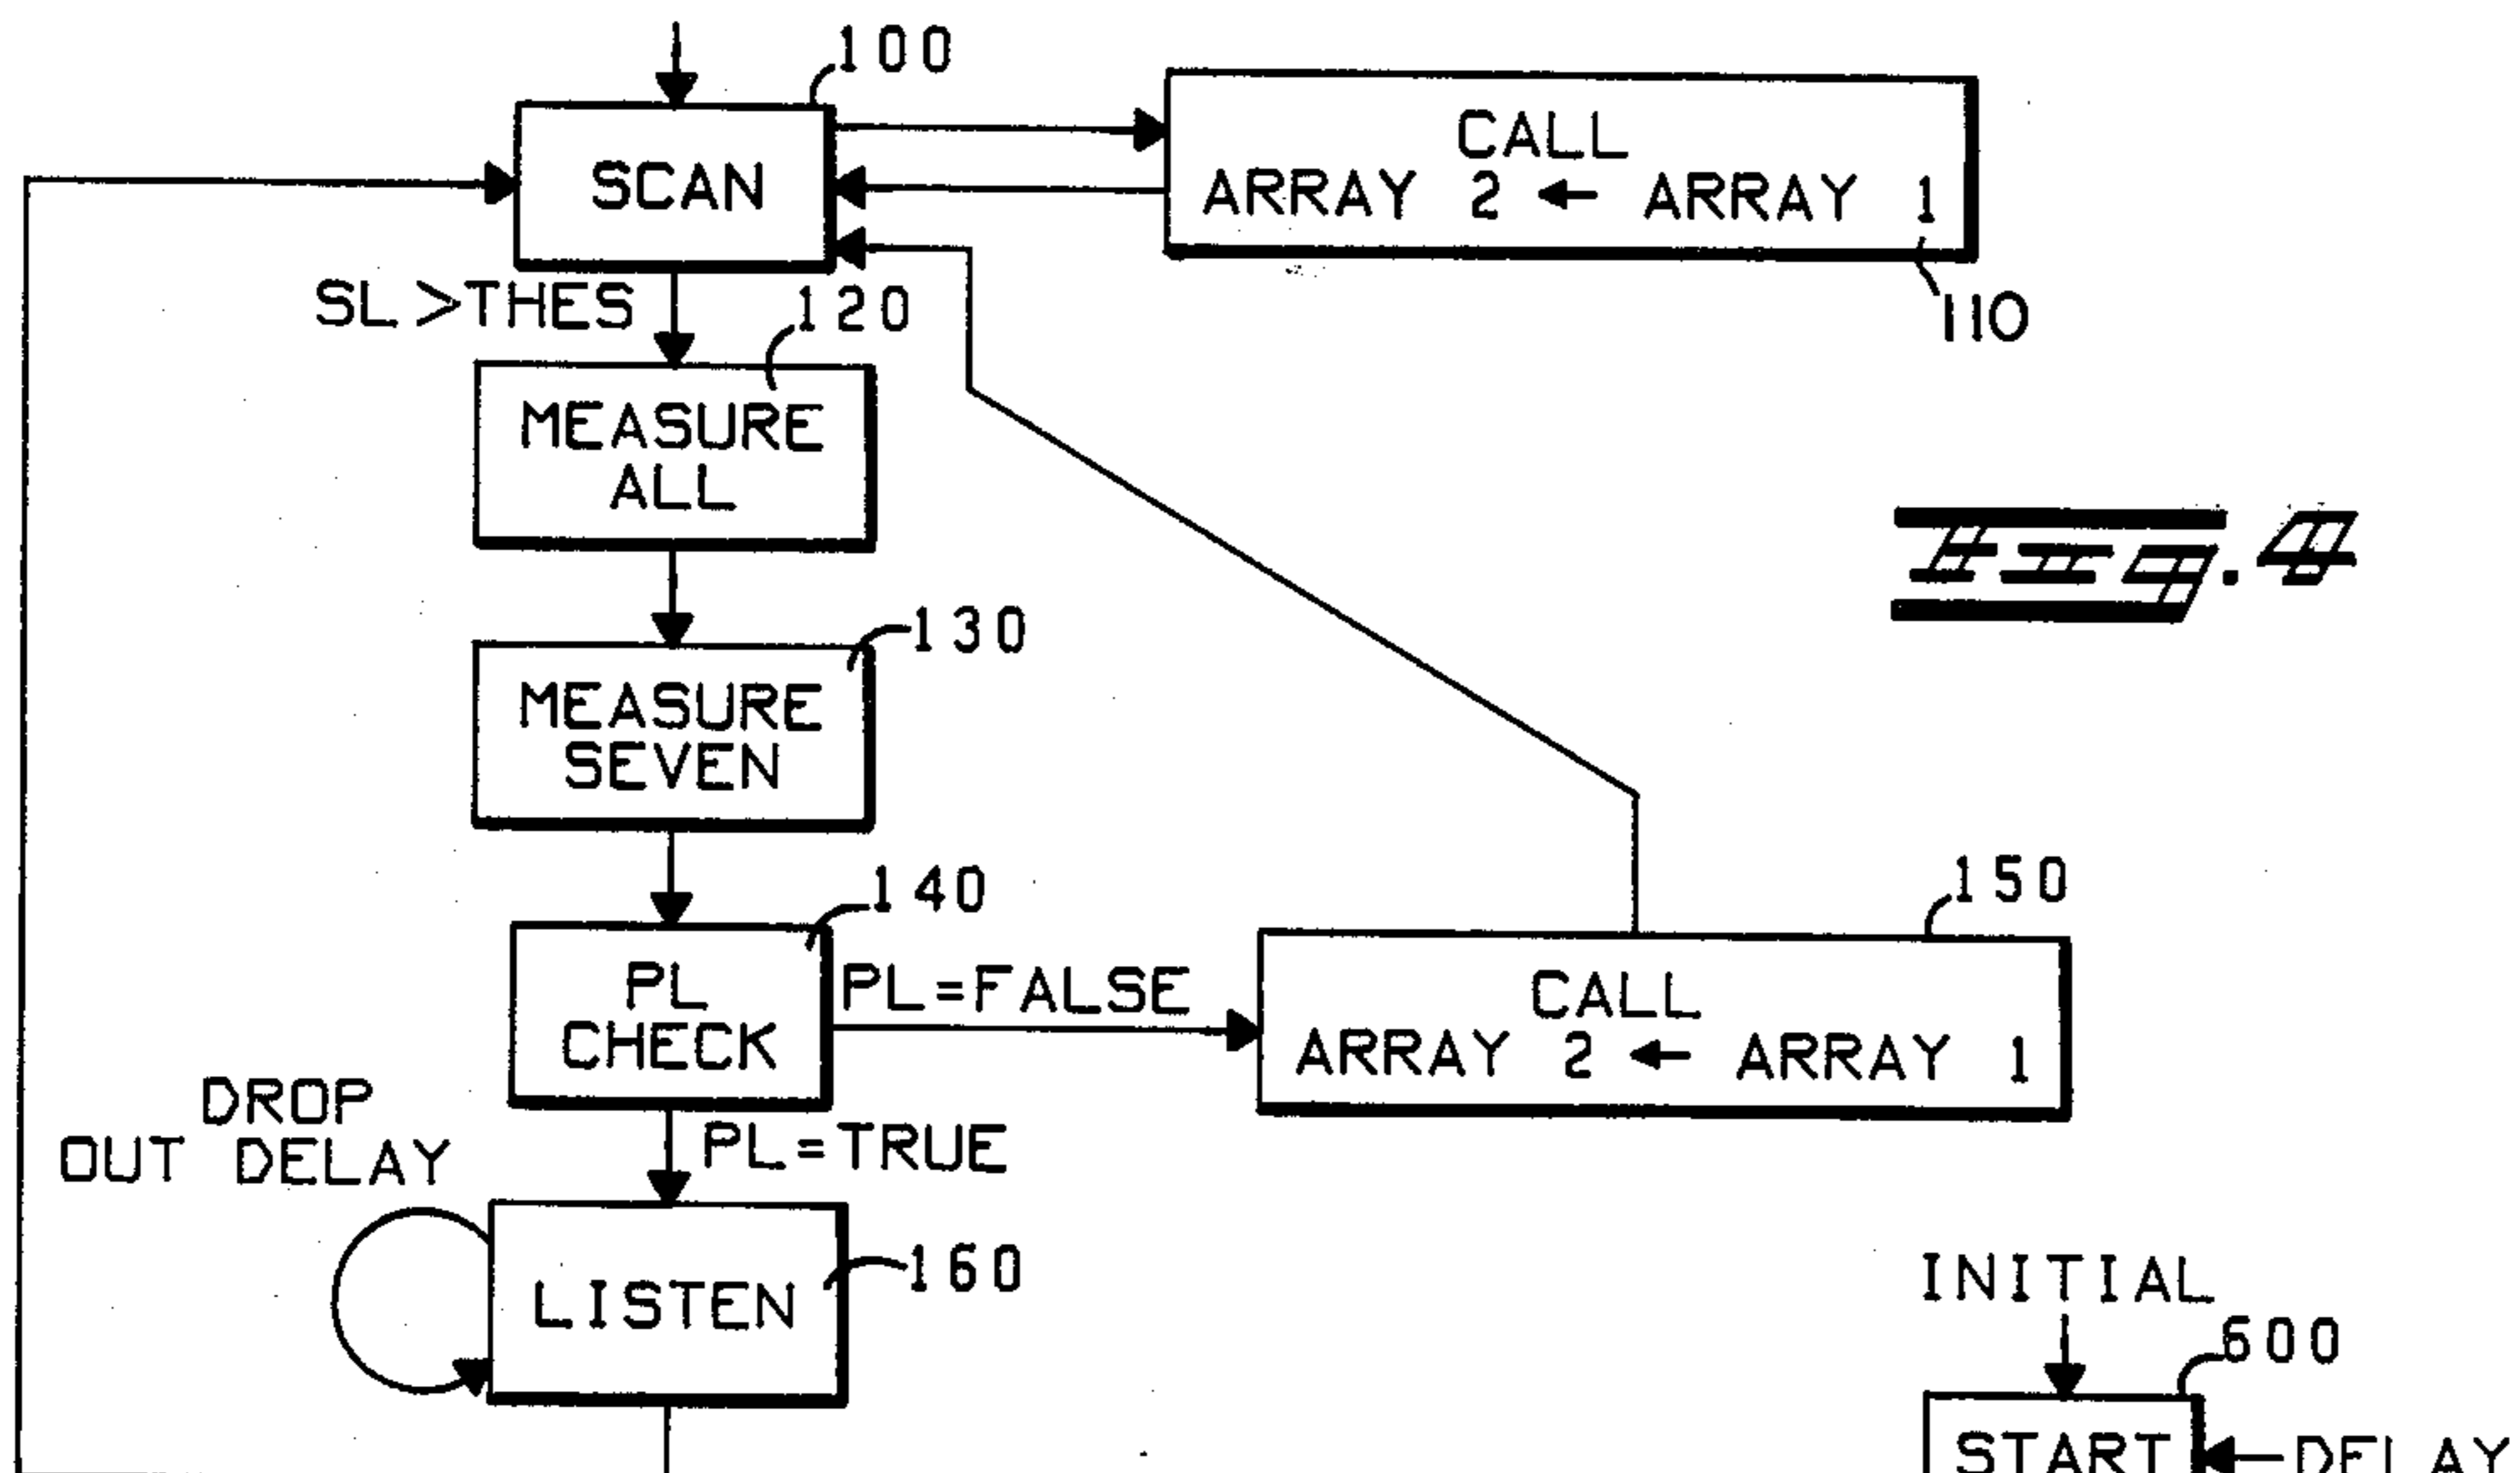 100
SCAN
CALL
ARRAY 2 ← ARRAY 1
110
SL >THES
120
MEASURE
ALL
Fig. 4
130
MEASURE
SEVEN
140
PL
CHECK
PL=FALSE
150
CALL
ARRAY 2 ← ARRAY 1
DROP
OUT DELAY
PL=TRUE
LISTEN
160
INITIAL
600
START
DELAY